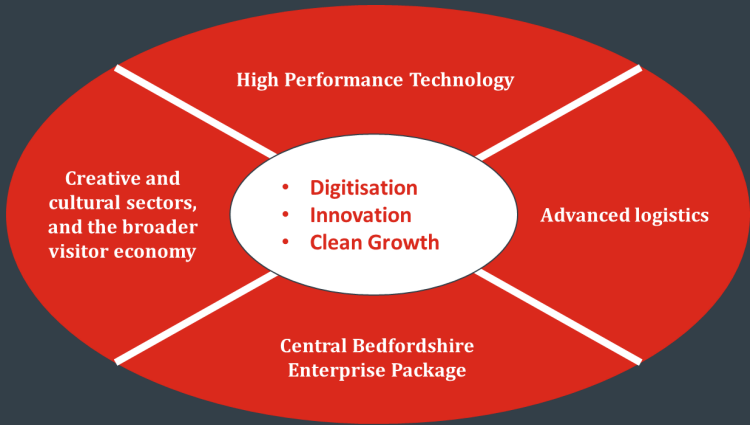 High Performance Technology
Creative and
cultural sectors,
and the broader
visitor economy
• Digitisation
• Innovation
• Clean Growth
Advanced logistics
Central Bedfordshire
Enterprise Package